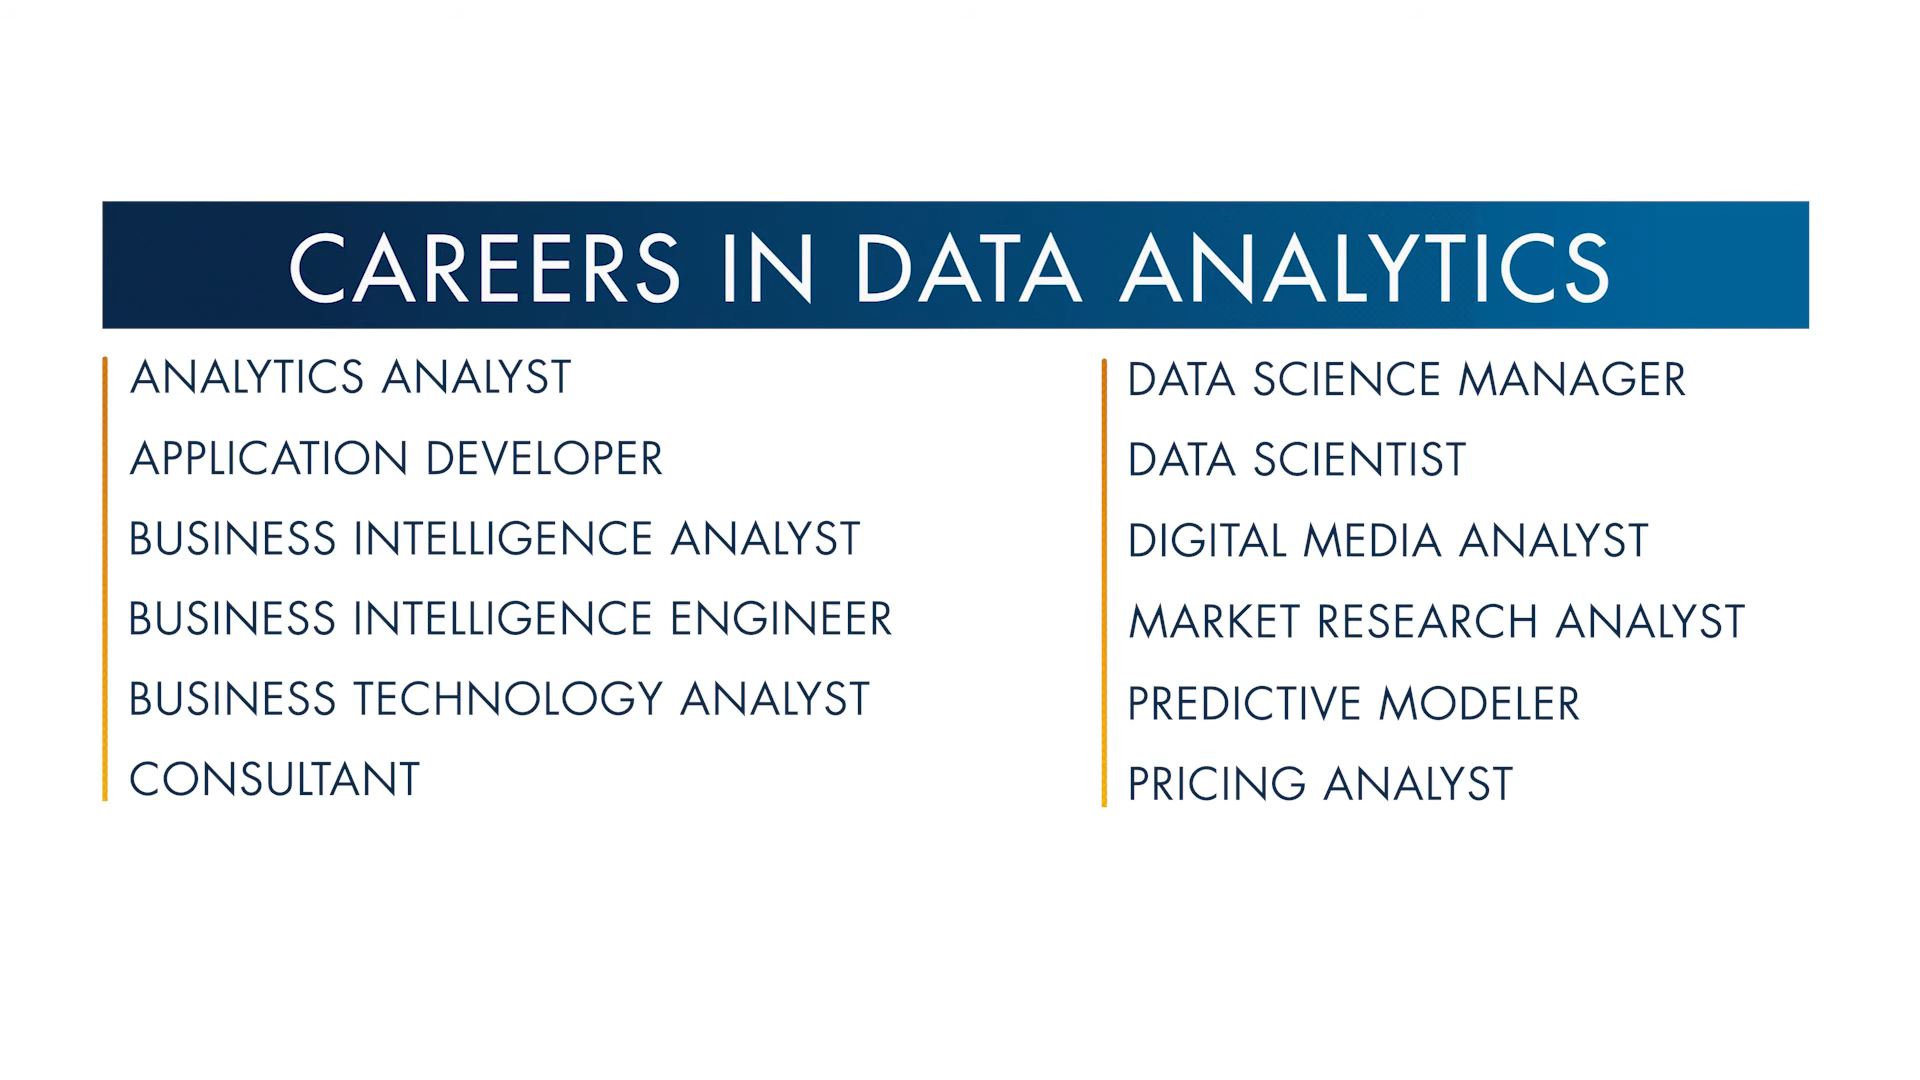 CAREERS IN DATA ANALYTICS
ANALYTICS ANALYST
APPLICATION DEVELOPER
BUSINESS INTELLIGENCE ANALYST
BUSINESS INTELLIGENCE ENGINEER
BUSINESS TECHNOLOGY ANALYST
CONSULTANT
DATA SCIENCE MANAGER
DATA SCIENTIST
DIGITAL MEDIA ANALYST
MARKET RESEARCH ANALYST
PREDICTIVE MODELER
PRICING ANALYST